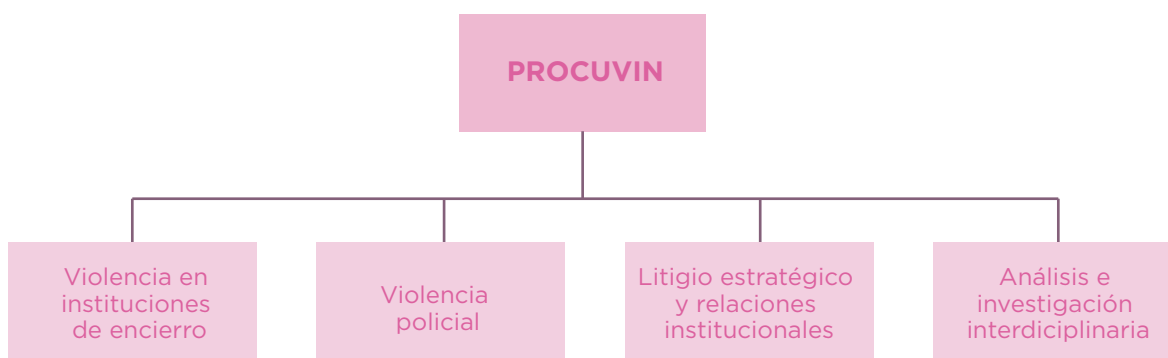 PROCUVIN
Violencia en
instituciones
de encierro
Violencia
policial
Litigio estratégico
y relaciones
institucionales
Análisis e
investigación
interdiciplinaria